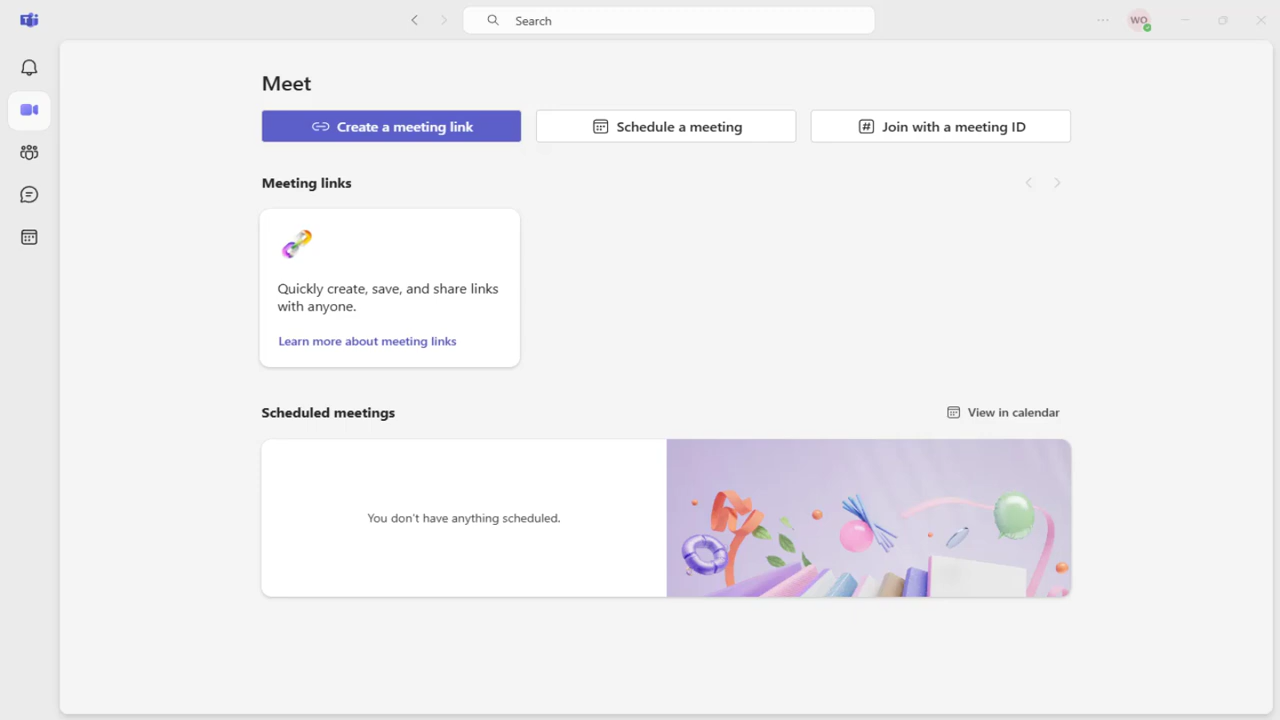 Search
WO
Meet
Create a meeting link
Schedule a meeting
Join with a meeting ID
Meeting links
Quickly create, save, and share links
with anyone.
Learn more about meeting links
Scheduled meetings
View in calendar
You don't have anything scheduled.